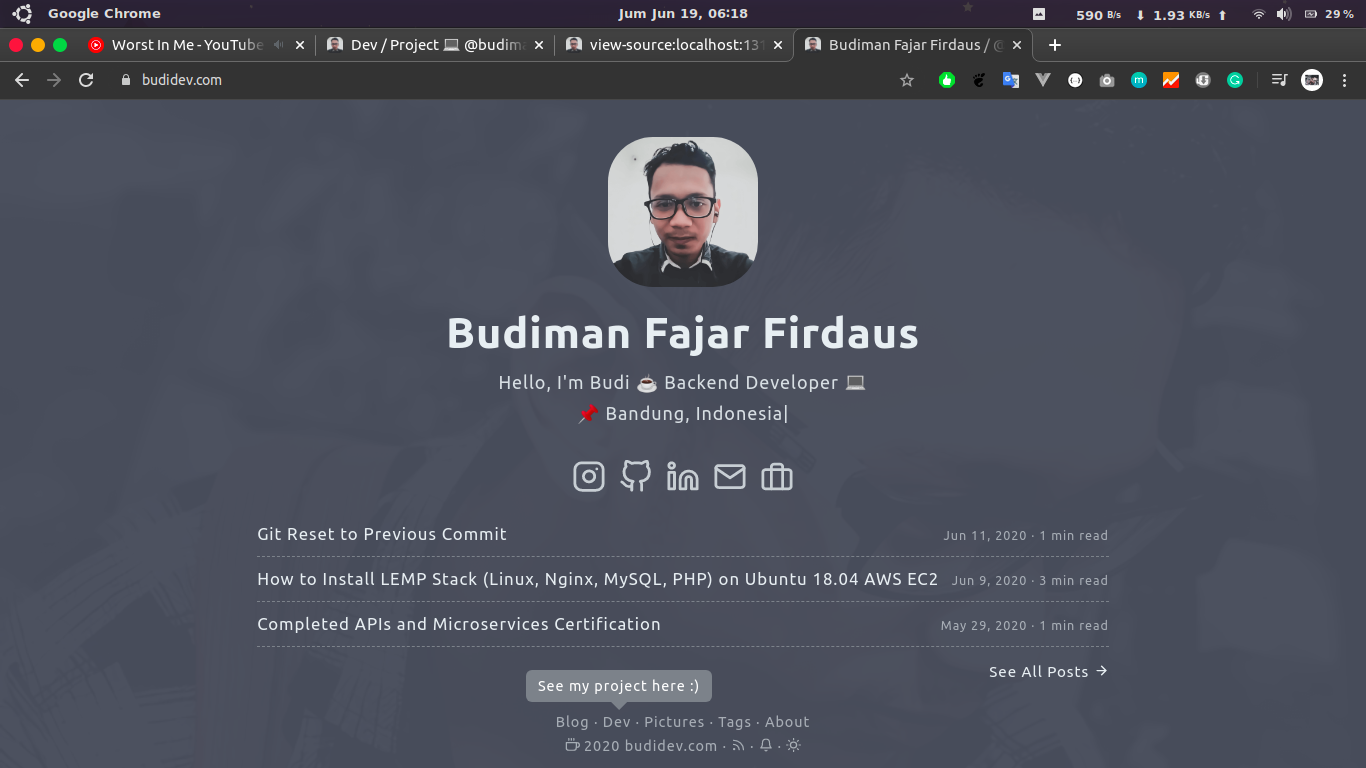 Google Chrome
Jum Jun 19, 06:18
590 B/s ⬇ 1.93 KB/s ⬆
29 %
Worst In Me - YouTube
Dev / Project 💻 @budima
view-source:localhost:131
Budiman Fajar Firdaus / @
budidev.com
Budiman Fajar Firdaus
Hello, I'm Budi ☕ Backend Developer 💻
📌 Bandung, Indonesia|
Git Reset to Previous Commit
Jun 11, 2020 · 1 min read
How to Install LEMP Stack (Linux, Nginx, MySQL, PHP) on Ubuntu 18.04 AWS EC2
Jun 9, 2020 · 3 min read
Completed APIs and Microservices Certification
May 29, 2020 · 1 min read
See All Posts →
See my project here :)
Blog · Dev · Pictures · Tags · About
2020 budidev.com · · ·